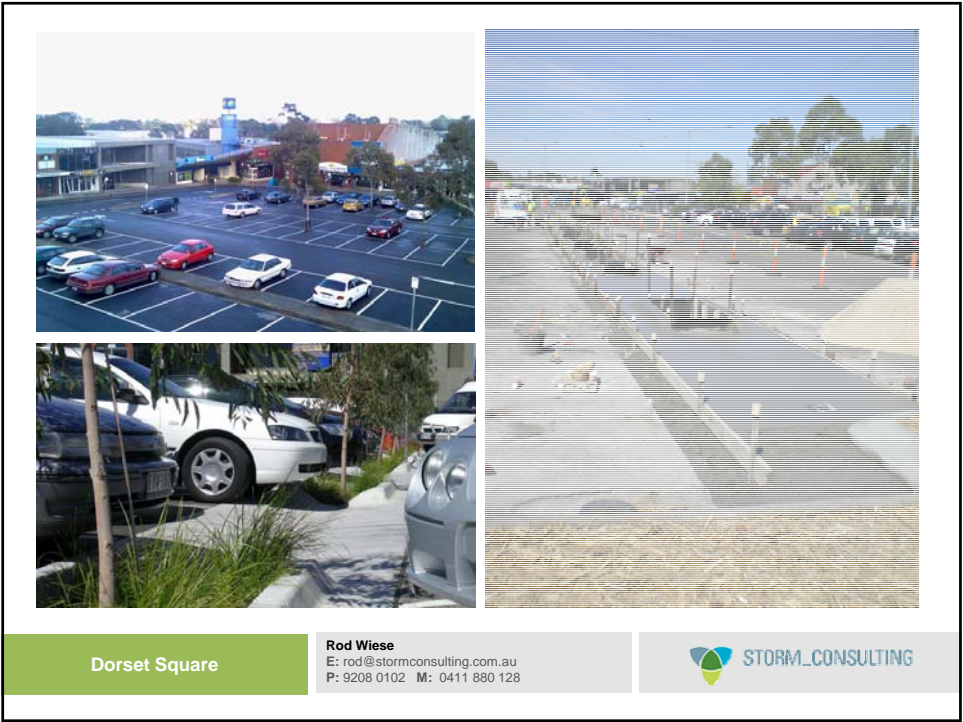 Dorset Square
Rod Wiese
E: rod@stormconsulting.com.au
P: 9208 0102 M: 0411 880 128
STORM_CONSULTING